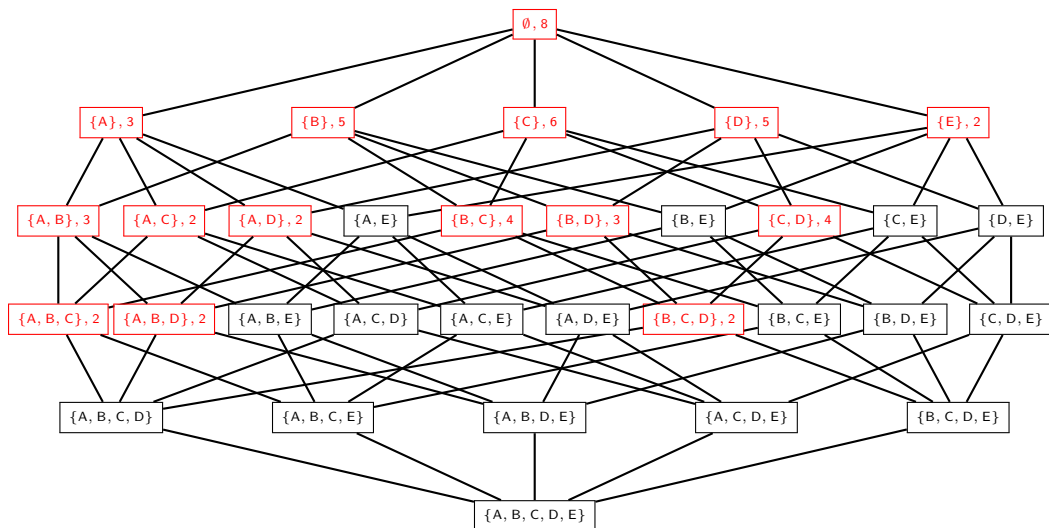 ∅, 8
{A}, 3 {B}, 5 {C}, 6 {D}, 5 {E}, 2
{A, B}, 3 {A, C}, 2 {A, D}, 2 {A, E} {B, C}, 4 {B, D}, 3 {B, E} {C, D}, 4 {C, E} {D, E}
{A, B, C}, 2 {A, B, D}, 2 {A, B, E} {A, C, D} {A, C, E} {A, D, E} {B, C, D}, 2 {B, C, E} {B, D, E} {C, D, E}
{A, B, C, D} {A, B, C, E} {A, B, D, E} {A, C, D, E} {B, C, D, E}
{A, B, C, D, E}